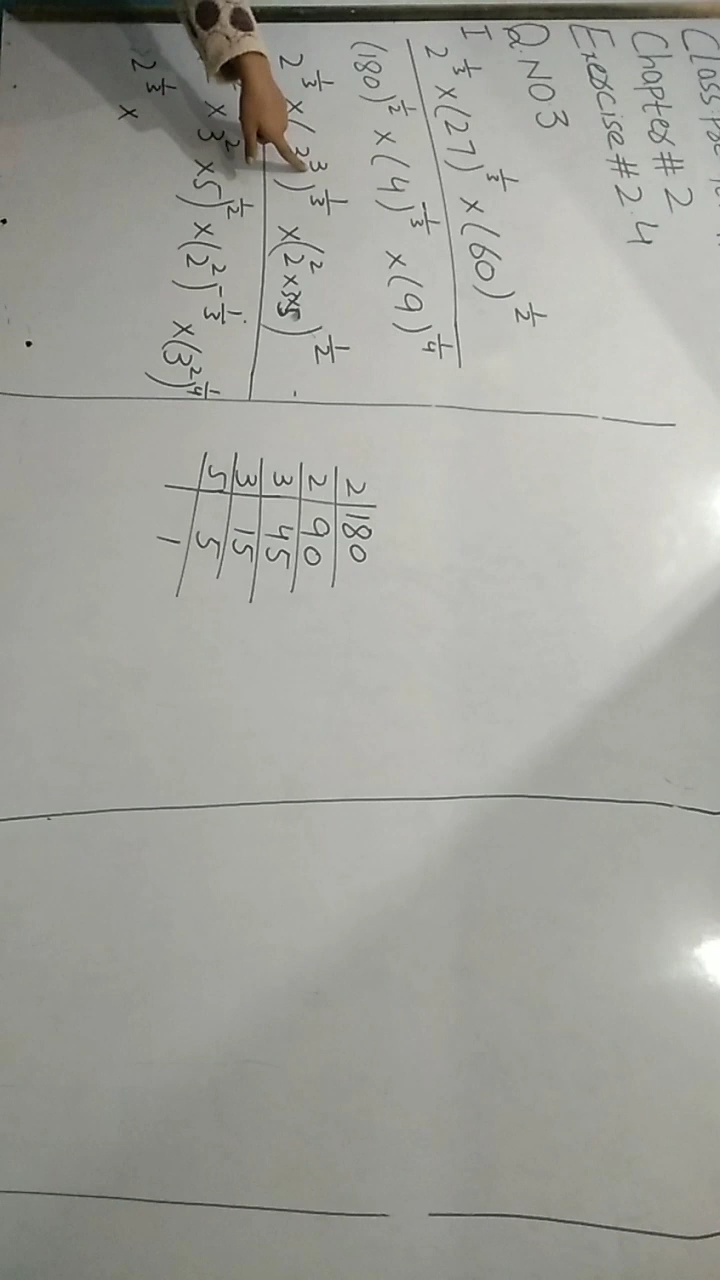 Chapter # 2
Exercise # 2.4
Q.NO 3
I 2^{1/3} × (27)^{1/3} × (60)^{1/2}
(180)^{1/2} × (4)^{-1/3} × (9)^{1/4}
2^{1/3} × (2^3)^{1/3} × (2^2×3×5)^{1/2}
× 3^2 × 5)^{1/2} × (2^2)^{-1/3} × (3^2)^{1/4}
2^{1/3} ×
2 | 180
2 | 90
3 | 45
3 | 15
5 | 5
1